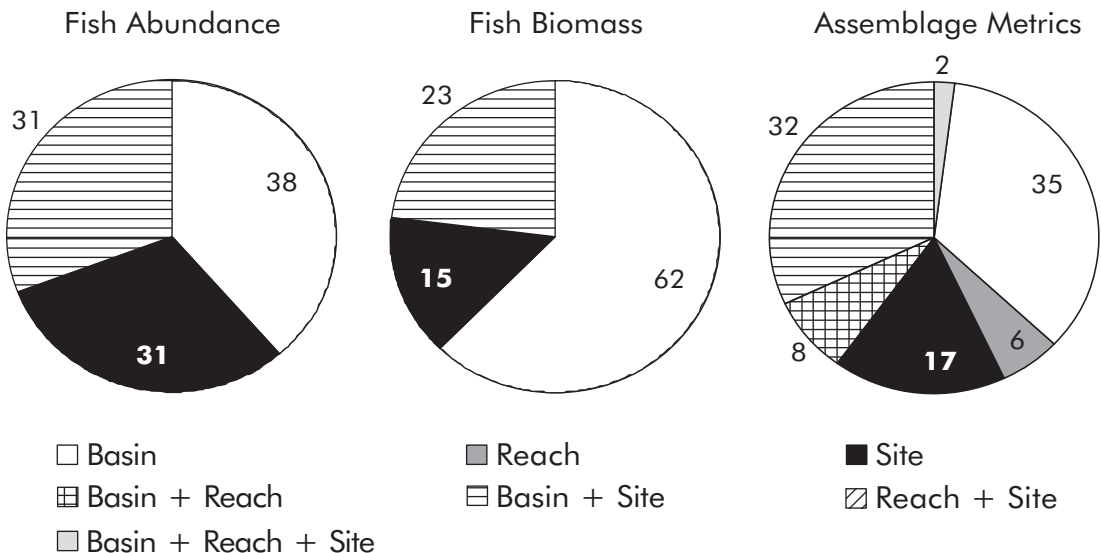 Fish Abundance
Fish Biomass
Assemblage Metrics
31
38
31
23
62
15
2
32
35
8
17
6
Basin
Reach
Site
Basin + Reach
Basin + Site
Reach + Site
Basin + Reach + Site